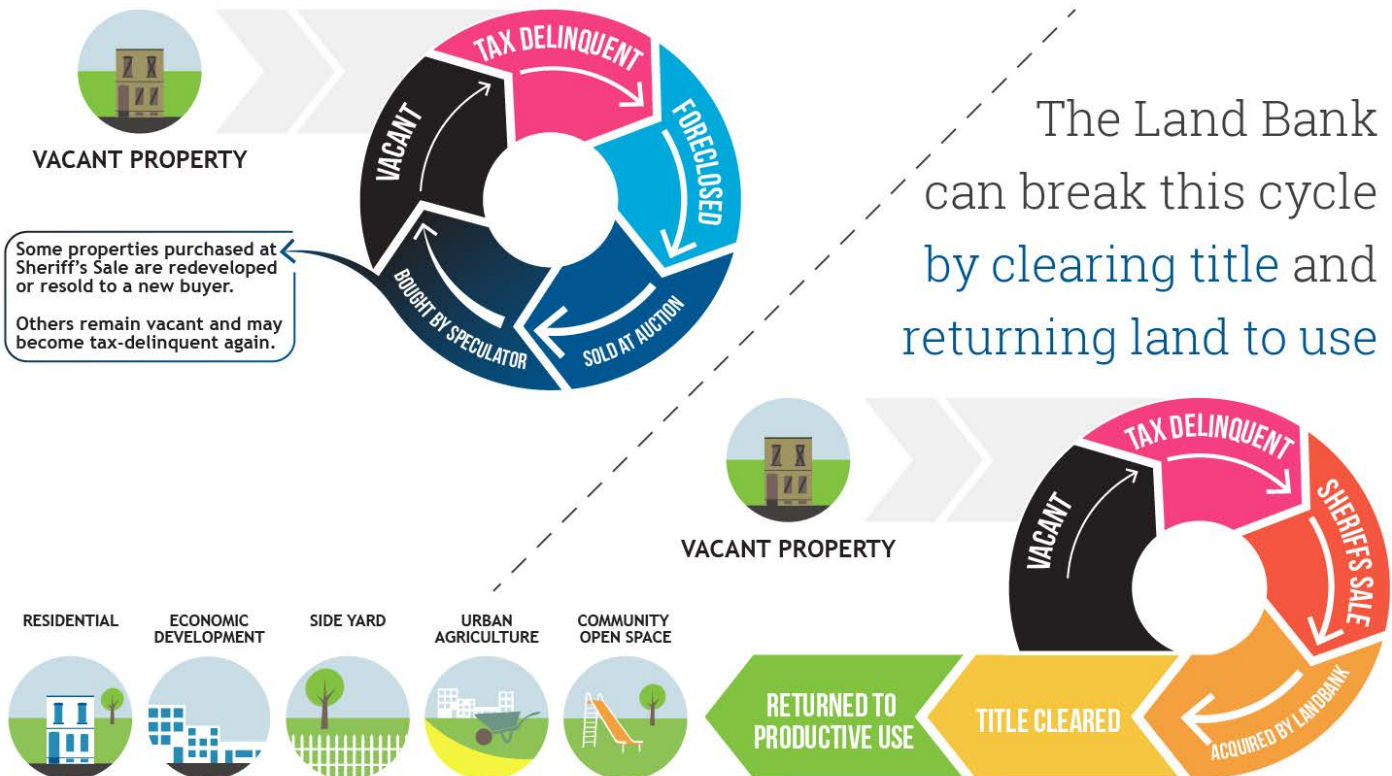 VACANT PROPERTY
TAX DELINQUENT
FORECLOSED
SOLD AT AUCTION
BOUGHT BY SPECULATOR
VACANT
Some properties purchased at
Sheriff's Sale are redeveloped
or resold to a new buyer.
Others remain vacant and may
become tax-delinquent again.
The Land Bank
can break this cycle
by clearing title and
returning land to use
VACANT PROPERTY
TAX DELINQUENT
SHERIFFS SALE
ACQUIRED BY LANDBANK
VACANT
TITLE CLEARED
RETURNED TO
PRODUCTIVE USE
RESIDENTIAL
ECONOMIC
DEVELOPMENT
SIDE YARD
URBAN
AGRICULTURE
COMMUNITY
OPEN SPACE